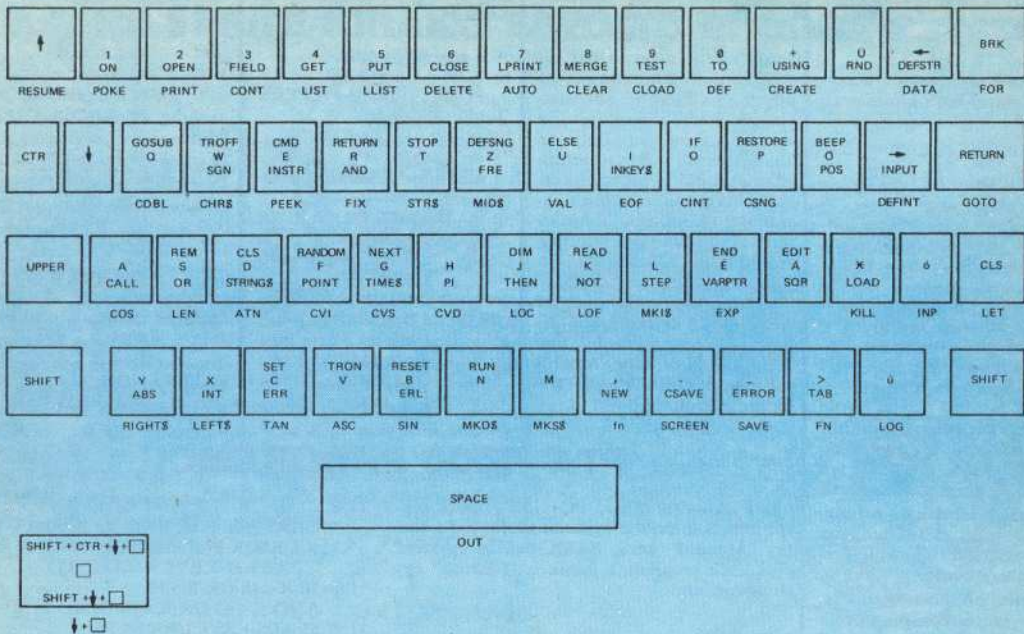 1 2 3 4 5 6 7 8 9 0 + Ü BRK
ON OPEN FIELD GET PUT CLOSE LPRINT MERGE TEST TO USING RND DEFSTR
RESUME POKE PRINT CONT LIST LLIST DELETE AUTO CLEAR CLOAD DEF CREATE DATA FOR
GOSUB TROFF CMD RETURN STOP DEFSNG ELSE IF RESTORE BEEP
CTR Q W E R T Z U I O P Ö RETURN
SGN INSTR AND FRE INKEY$ POS INPUT
CDBL CHR$ PEEK FIX STR$ MID$ VAL EOF CINT CSNG DEFINT GOTO
REM CLS RANDOM NEXT DIM READ END EDIT
UPPER A S D F G H J K L É Á ó CLS
CALL OR STRING$ POINT TIME$ PI THEN NOT STEP VARPTR SQR LOAD
COS LEN ATN CVI CVS CVD LOC LOF MKI$ EXP KILL INP LET
SET TRON RESET RUN
SHIFT Y X C V B N M , . - > ú SHIFT
ABS INT ERR ERL NEW CSAVE ERROR TAB
RIGHT$ LEFT$ TAN ASC SIN MKD$ MKS$ fn SCREEN SAVE FN LOG
SPACE
OUT
SHIFT + CTR + ↓ + □
□
SHIFT + ↓ + □
↓ + □